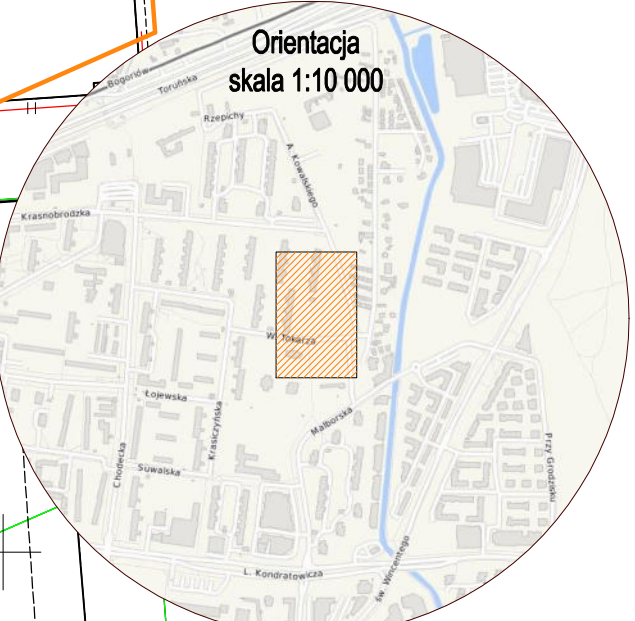 Orientacja
skala 1:10 000
Bogoriów
Toruńska
Rzepichy
A. Kowalskiego
Krasnobrodzka
W. Tokarza
Łojewska
Krasiczyńska
Malborska
Chodecka
Suwalska
Przy Grodzisku
L. Kondratowicza
św. Wincentego